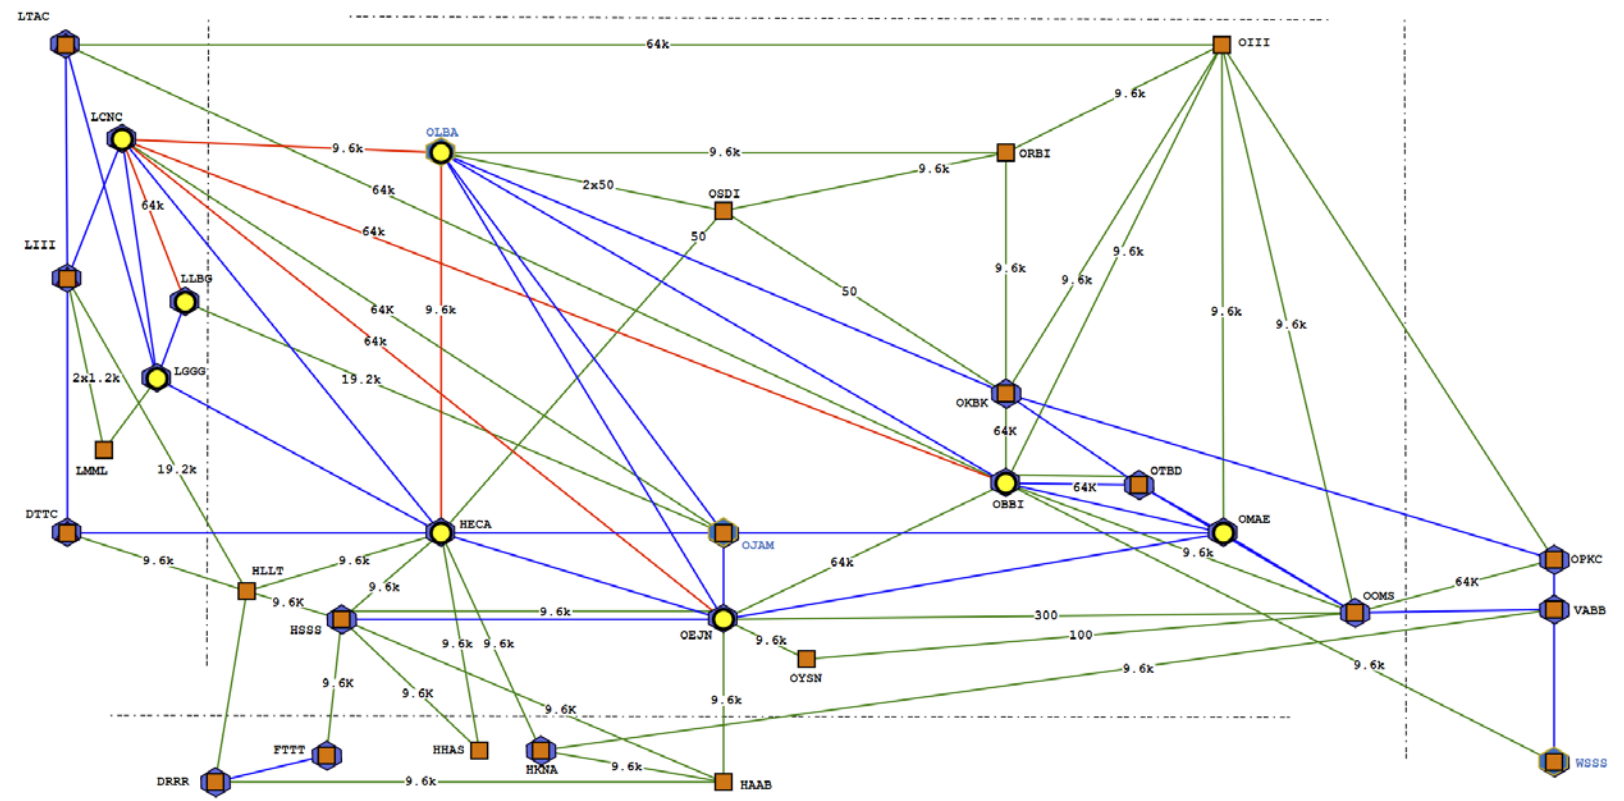 LTAC
64k
OIII
9.6k
LCNC
OLBA
9.6k
9.6k
ORBI
9.6k
2x50
OSDI
64k
64k
64k
50
LIII
9.6k
9.6k
9.6k
LLBG
50
64K
9.6k
9.6k
9.6k
64k
LGGG
2x1.2k
19.2k
OKBK
64K
LMML
19.2k
OTBD
64K
OBBI
DTTC
HECA
OJAM
OMAE
9.6k
9.6k
9.6k
64k
OPKC
HLLT
9.6k
64K
9.6K
OOMS
9.6k
300
VABB
HSSS
OEJN
9.6k
9.6k
9.6k
100
OYSN
9.6k
9.6k
9.6K
9.6K
9.6k
9.6K
FTTT
HHAS
HKNA
9.6k
WSSS
DRRR
9.6k
HAAB